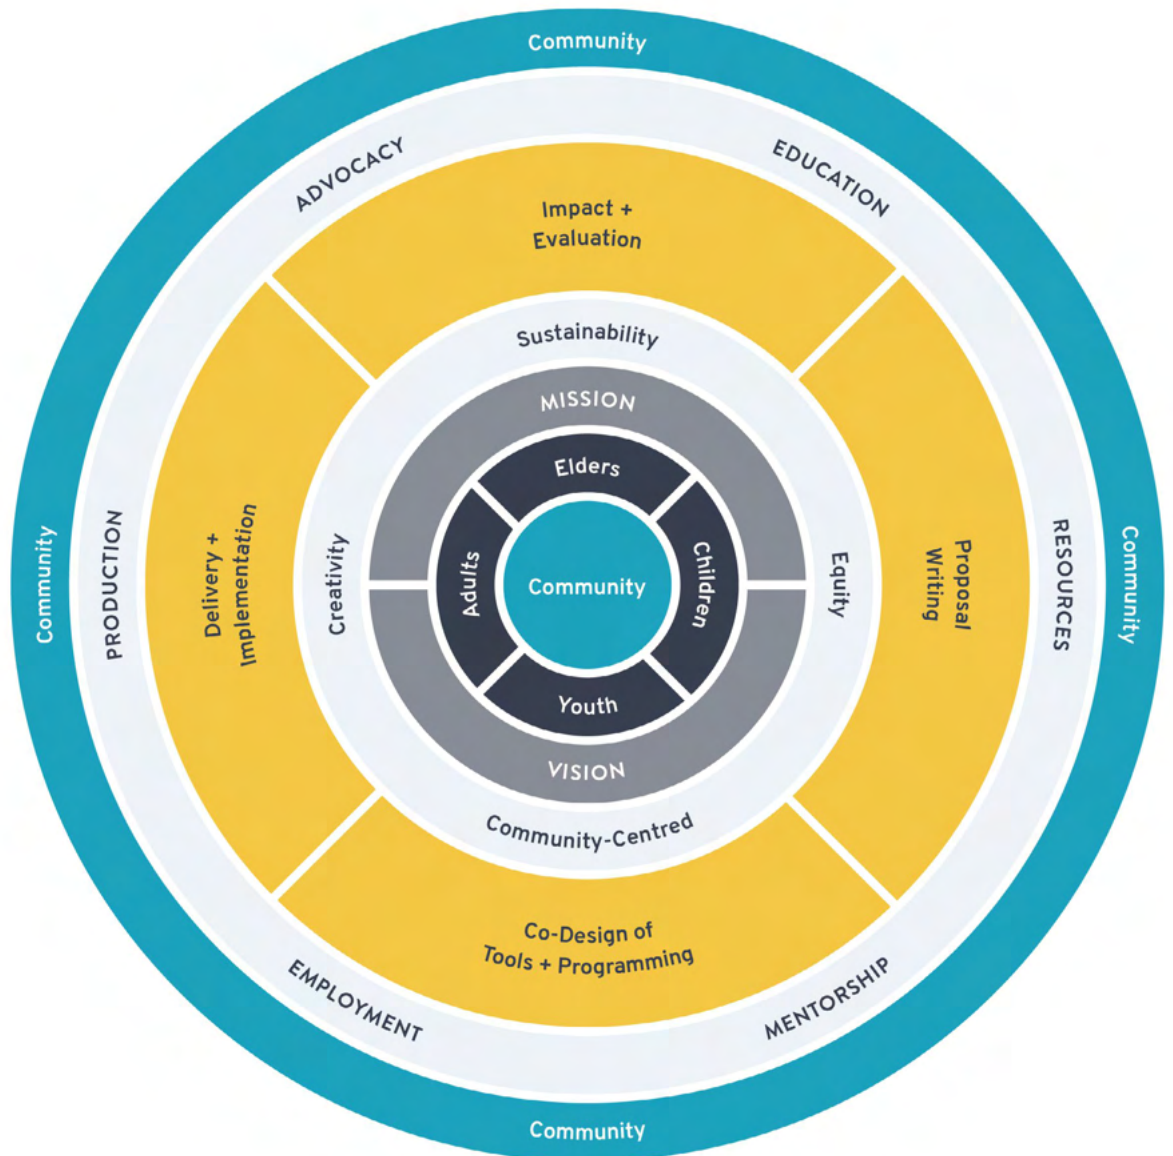 Community
ADVOCACY
EDUCATION
Impact +
Evaluation
Sustainability
MISSION
Elders
Community
PRODUCTION
Delivery +
Implementation
Creativity
Adults
Community
Children
Equity
Proposal
Writing
RESOURCES
Community
Youth
VISION
Community-Centred
Co-Design of
Tools + Programming
EMPLOYMENT
MENTORSHIP
Community